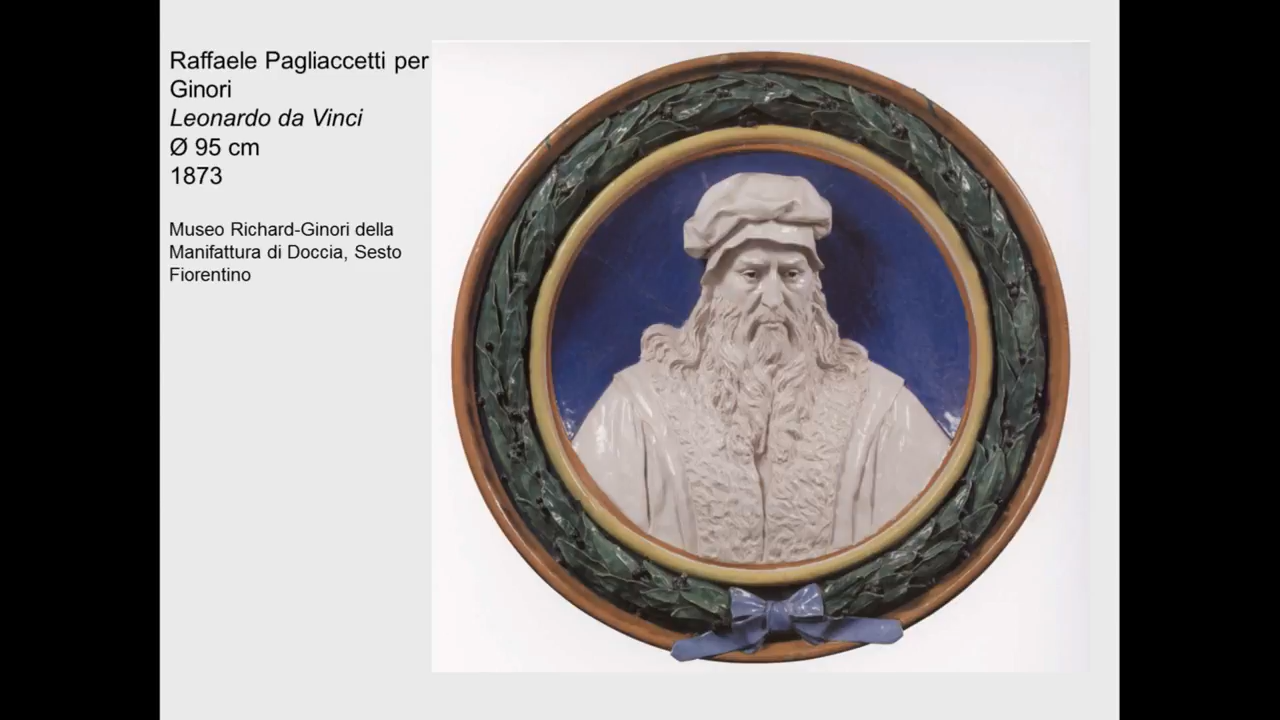 Raffaele Pagliaccetti per
Ginori
Leonardo da Vinci
Ø 95 cm
1873
Museo Richard-Ginori della
Manifattura di Doccia, Sesto
Fiorentino